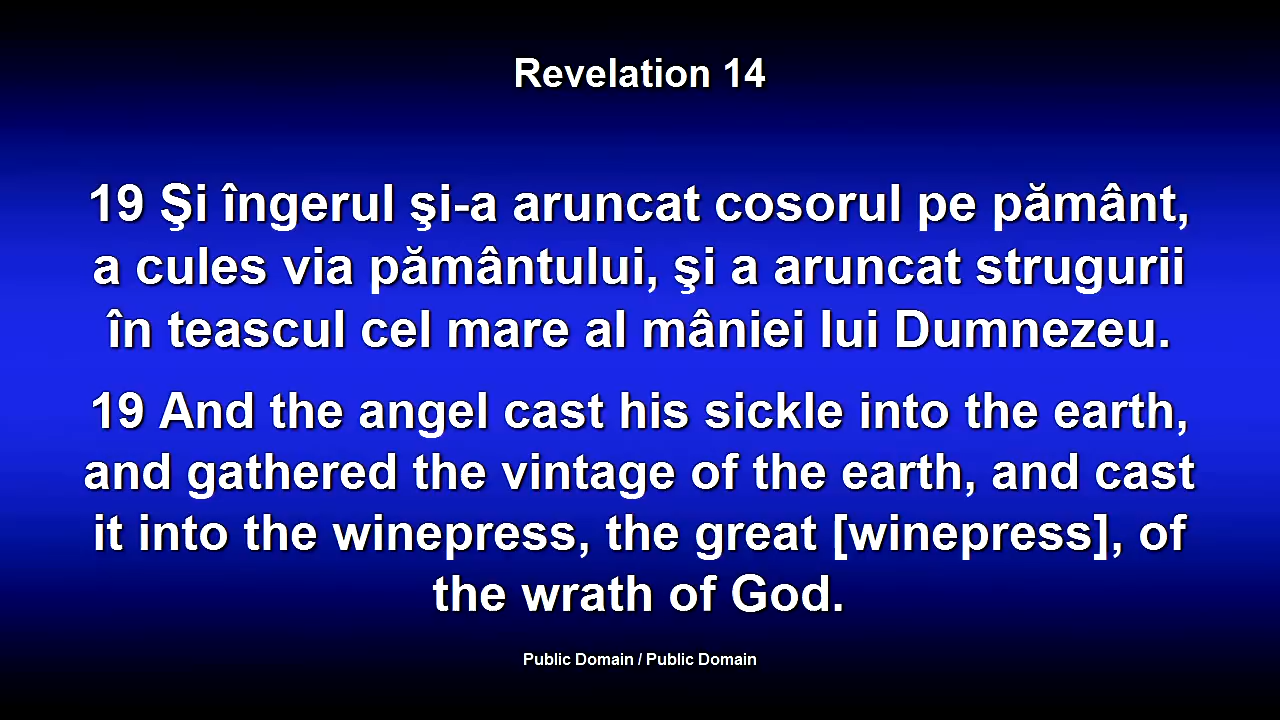 Revelation 14
19 Şi îngerul şi-a aruncat cosorul pe pământ,
a cules via pământului, şi a aruncat strugurii
în teascul cel mare al mâniei lui Dumnezeu.
19 And the angel cast his sickle into the earth,
and gathered the vintage of the earth, and cast
it into the winepress, the great [winepress], of
the wrath of God.
Public Domain / Public Domain